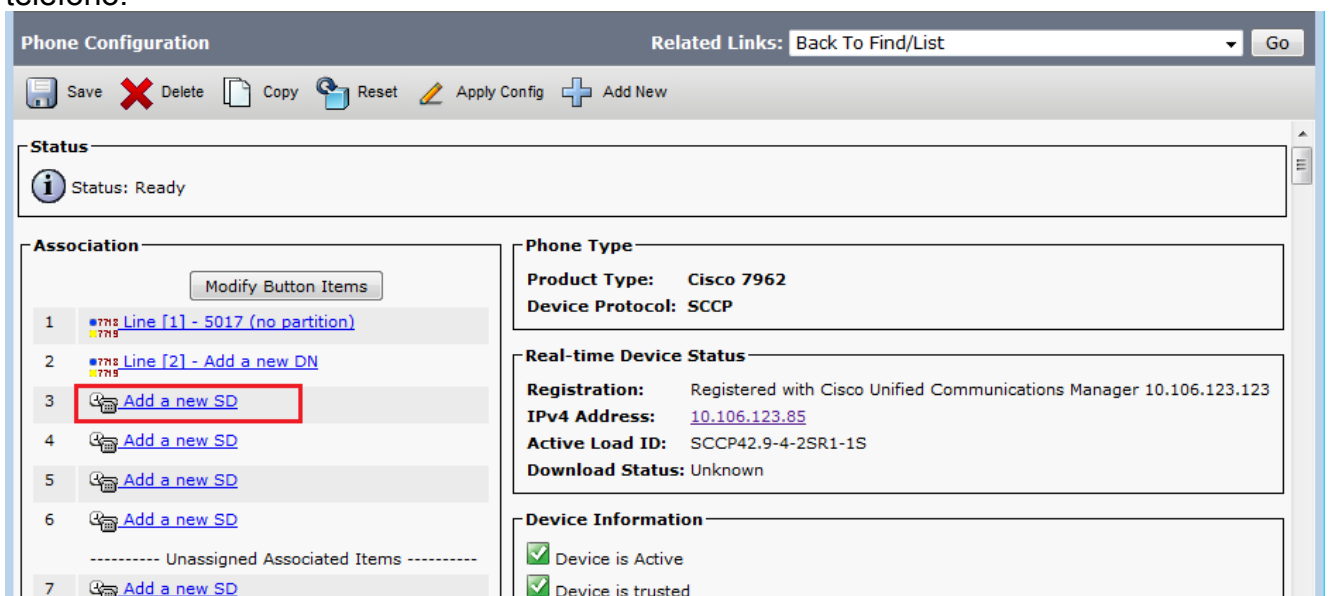 teléfono.
Phone Configuration
Related Links: Back To Find/List Go
Save Delete Copy Reset Apply Config Add New
Status
Status: Ready
Association
Modify Button Items
1 Line [1] - 5017 (no partition)
2 Line [2] - Add a new DN
3 Add a new SD
4 Add a new SD
5 Add a new SD
6 Add a new SD
---------- Unassigned Associated Items ----------
7 Add a new SD
Phone Type
Product Type: Cisco 7962
Device Protocol: SCCP
Real-time Device Status
Registration: Registered with Cisco Unified Communications Manager 10.106.123.123
IPv4 Address: 10.106.123.85
Active Load ID: SCCP42.9-4-2SR1-1S
Download Status: Unknown
Device Information
Device is Active
Device is trusted